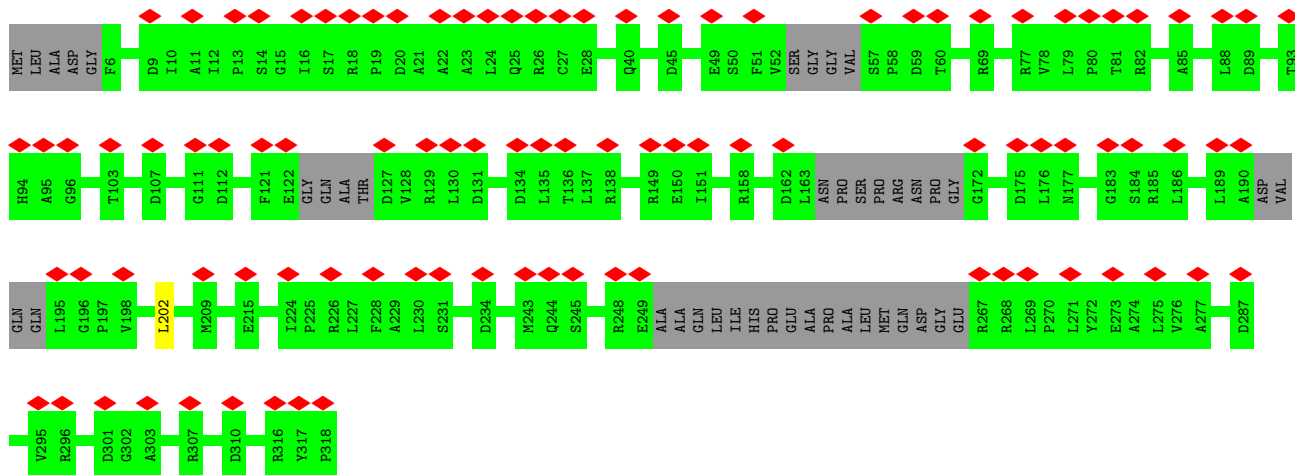 MET LEU ALA ASP GLY F6 D9 I10 A11 I12 P13 S14 G15 I16 S17 R18 P19 D20 A21 A22 A23 L24 Q25 R26 C27 E28 Q40 D45 E49 S50 F51 V52 SER GLY GLY VAL S57 P58 D59 T60 R69 R77 V78 L79 P80 T81 R82 A85 L88 D89 T93
H94 A95 G96 T103 D107 G111 D112 F121 E122 GLY GLN ALA THR D127 V128 R129 L130 D131 D134 L135 T136 L137 R138 R149 E150 I151 R158 D162 L163 ASN PRO SER PRO ARG ASN PRO GLY G172 D175 L176 N177 G183 S184 R185 L186 L189 A190 ASP VAL
GLN GLN L195 G196 P197 V198 L202 M209 E215 I224 P225 R226 L227 F228 A229 L230 S231 D234 M243 Q244 S245 R248 E249 ALA ALA GLN LEU ILE HIS PRO GLU ALA PRO ALA LEU MET GLN ASP GLY GLU R267 R268 L269 P270 L271 Y272 E273 A274 L275 V276 A277 D287
V295 R296 D301 G302 A303 R307 D310 R316 Y317 P318